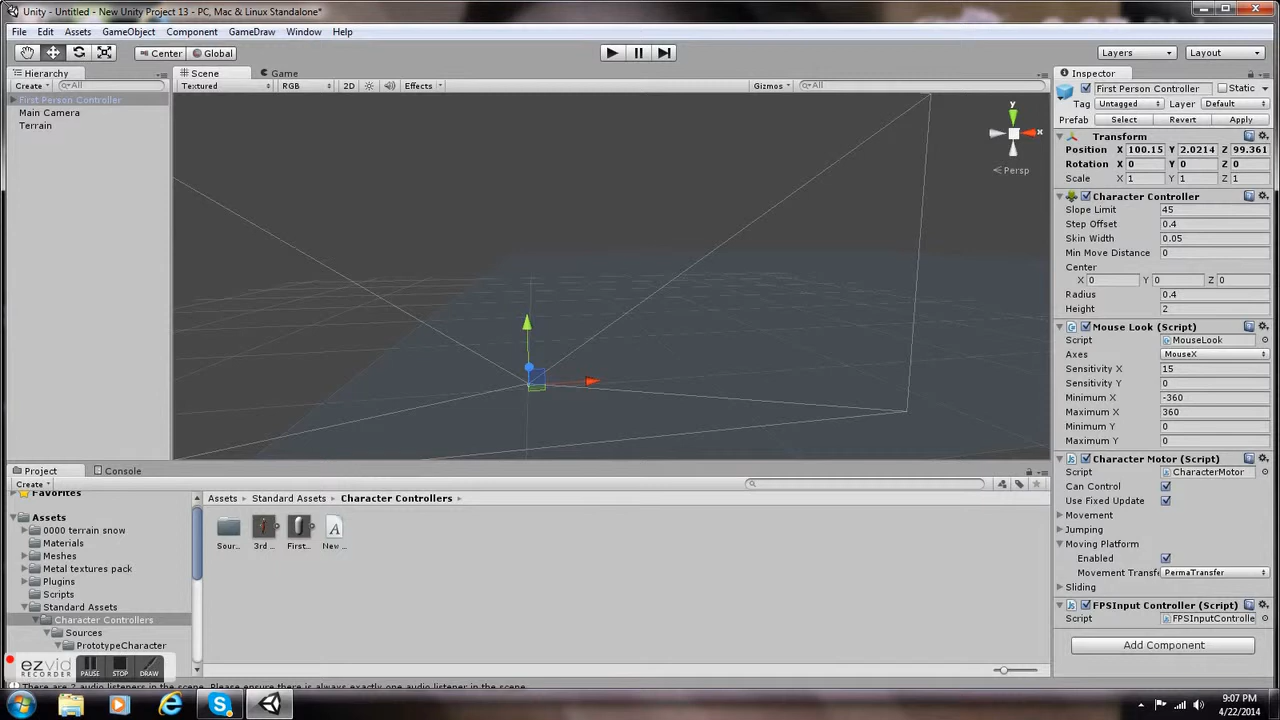 Unity - Untitled - New Unity Project 13 - PC, Mac & Linux Standalone*
File Edit Assets GameObject Component GameDraw Window Help
Center Global Layers Layout
Hierarchy
Create All
First Person Controller
Main Camera
Terrain
Scene Game
Textured RGB 2D Effects Gizmos All
y
x
Persp
Inspector
First Person Controller Static
Tag Untagged Layer Default
Prefab Select Revert Apply
Transform
Position X 100.15 Y 2.0214 Z 99.361
Rotation X 0 Y 0 Z 0
Scale X 1 Y 1 Z 1
Character Controller
Slope Limit 45
Step Offset 0.4
Skin Width 0.05
Min Move Distance 0
Center
X 0 Y 0 Z 0
Radius 0.4
Height 2
Mouse Look (Script)
Script MouseLook
Axes MouseX
Sensitivity X 15
Sensitivity Y 0
Minimum X -360
Maximum X 360
Minimum Y 0
Maximum Y 0
Character Motor (Script)
Script CharacterMotor
Can Control
Use Fixed Update
Movement
Jumping
Moving Platform
Enabled
Movement Transfe PermaTransfer
Sliding
FPSInput Controller (Script)
Script FPSInputControlle
Add Component
Project Console
Create
Favorites
Assets
0000 terrain snow
Materials
Meshes
Metal textures pack
Plugins
Scripts
Standard Assets
Character Controllers
Sources
PrototypeCharacter
Assets Standard Assets Character Controllers
Sour... 3rd ... First... New ...
ezvid
RECORDER
PAUSE STOP DRAW
There are 2 audio listeners in the scene. Please ensure there is always exactly one audio listener in the scene.
9:07 PM
4/22/2014